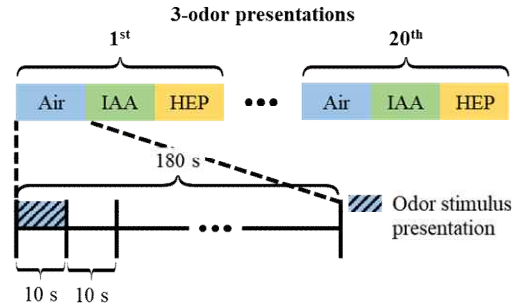 3-odor presentations
1st
20th
Air IAA HEP ••• Air IAA HEP
180 s
Odor stimulus
presentation
•••
10 s 10 s